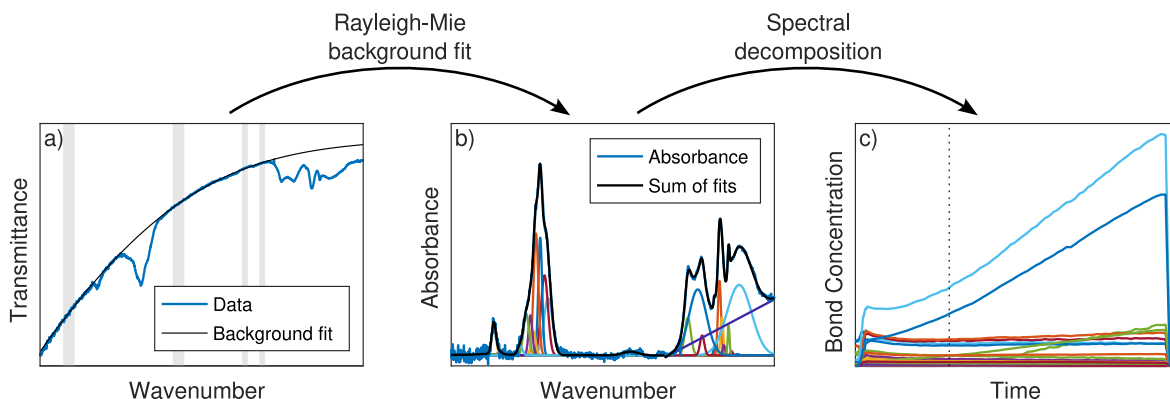 Rayleigh-Mie
background fit
Spectral
decomposition
a)
Transmittance
Data
Background fit
Wavenumber
b)
Absorbance
Absorbance
Sum of fits
Wavenumber
c)
Bond Concentration
Time